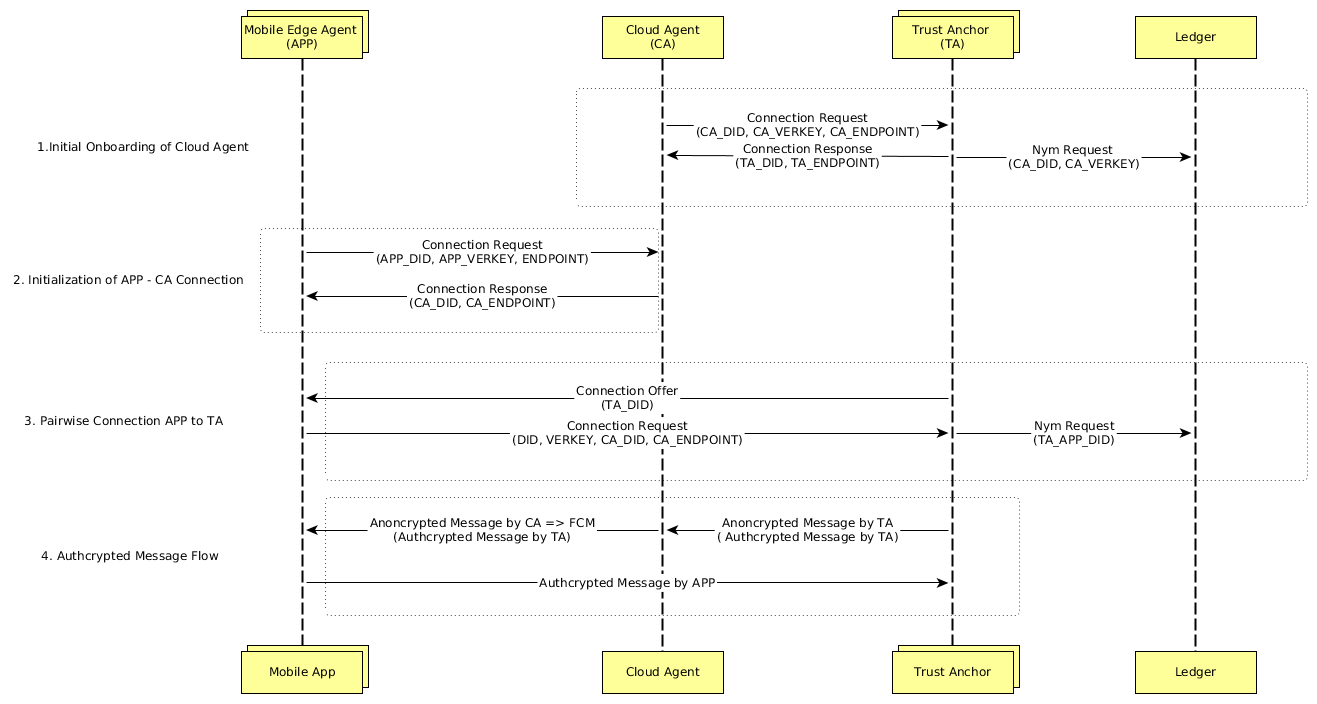 Mobile Edge Agent
(APP)
Cloud Agent
(CA)
Trust Anchor
(TA)
Ledger
1.Initial Onboarding of Cloud Agent
Connection Request
(CA_DID, CA_VERKEY, CA_ENDPOINT)
Connection Response
(TA_DID, TA_ENDPOINT)
Nym Request
(CA_DID, CA_VERKEY)
2. Initialization of APP - CA Connection
Connection Request
(APP_DID, APP_VERKEY, ENDPOINT)
Connection Response
(CA_DID, CA_ENDPOINT)
3. Pairwise Connection APP to TA
Connection Offer
(TA_DID)
Connection Request
(DID, VERKEY, CA_DID, CA_ENDPOINT)
Nym Request
(TA_APP_DID)
4. Authcrypted Message Flow
Anoncrypted Message by CA => FCM
(Authcrypted Message by TA)
Anoncrypted Message by TA
( Authcrypted Message by TA)
Authcrypted Message by APP
Mobile App
Cloud Agent
Trust Anchor
Ledger